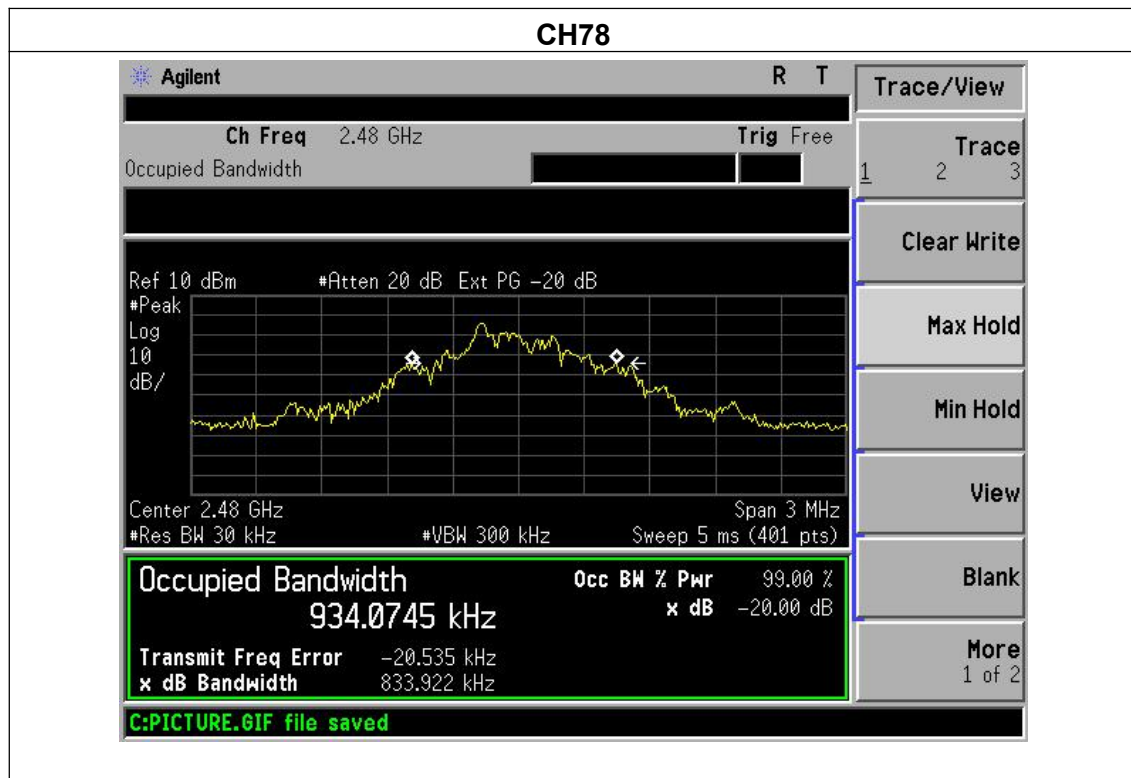 CH78
Agilent R T
Ch Freq 2.48 GHz Trig Free
Occupied Bandwidth
Ref 10 dBm #Atten 20 dB Ext PG −20 dB
#Peak
Log
10
dB/
Center 2.48 GHz Span 3 MHz
#Res BW 30 kHz #VBW 300 kHz Sweep 5 ms (401 pts)
Occupied Bandwidth Occ BW % Pwr 99.00 %
934.0745 kHz x dB −20.00 dB
Transmit Freq Error −20.535 kHz
x dB Bandwidth 833.922 kHz
C:PICTURE.GIF file saved
Trace/View
Trace
1 2 3
Clear Write
Max Hold
Min Hold
View
Blank
More
1 of 2